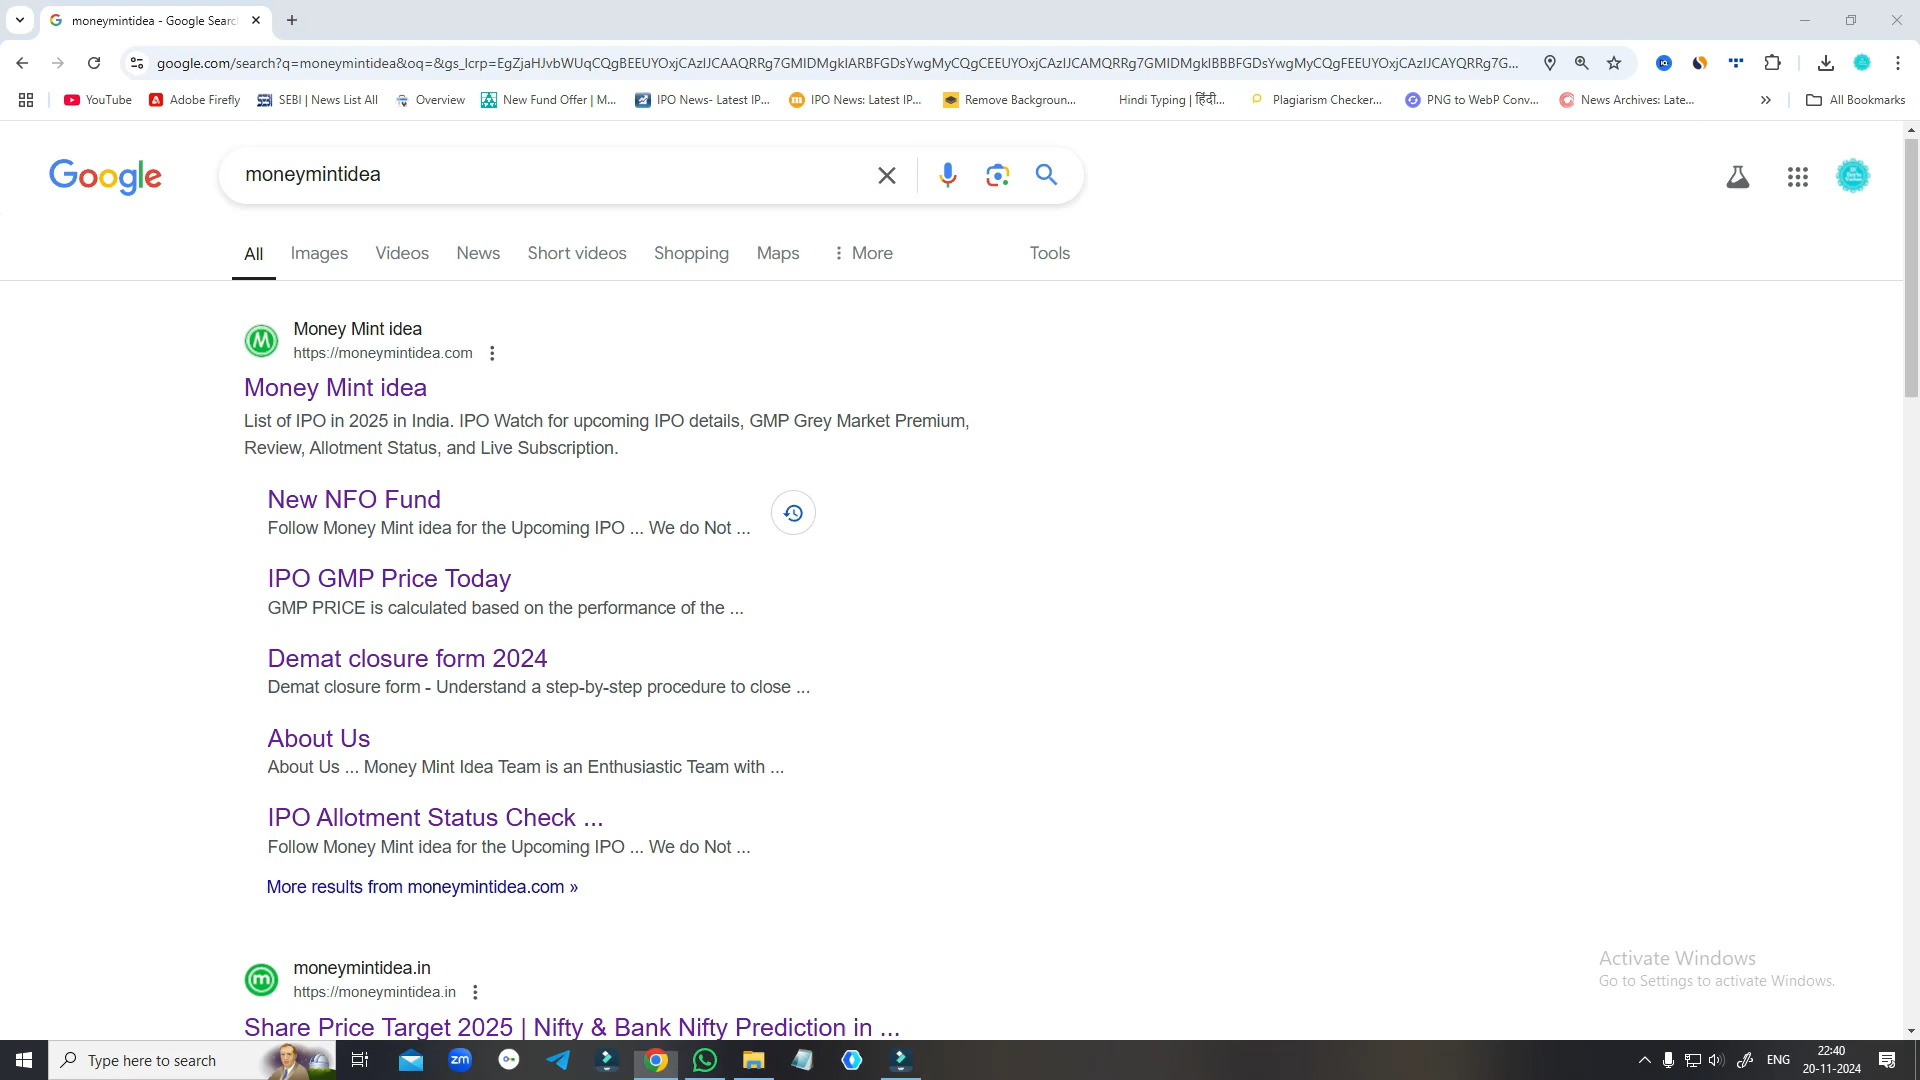 moneymintidea - Google Searc
google.com/search?q=moneymintidea&oq=&gs_lcrp=EgZjaHJvbWUqCQgBEEUYOxjCAzIJCAAQRRg7GMIDMgkIARBFGDsYwgMyCQgCEEUYOxjCAzIJCAMQRRg7GMIDMgkIBBBFGDsYwgMyCQgFEEUYOxjCAzIJCAYQRRg7G...
YouTube
Adobe Firefly
SEBI | News List All
Overview
New Fund Offer | M...
IPO News- Latest IP...
IPO News: Latest IP...
Remove Backgroun...
Hindi Typing | हिंदी...
Plagiarism Checker...
PNG to WebP Conv...
News Archives: Late...
All Bookmarks
Google
moneymintidea
All
Images
Videos
News
Short videos
Shopping
Maps
More
Tools
Money Mint idea
https://moneymintidea.com
Money Mint idea
List of IPO in 2025 in India. IPO Watch for upcoming IPO details, GMP Grey Market Premium,
Review, Allotment Status, and Live Subscription.
New NFO Fund
Follow Money Mint idea for the Upcoming IPO ... We do Not ...
IPO GMP Price Today
GMP PRICE is calculated based on the performance of the ...
Demat closure form 2024
Demat closure form - Understand a step-by-step procedure to close ...
About Us
About Us ... Money Mint Idea Team is an Enthusiastic Team with ...
IPO Allotment Status Check ...
Follow Money Mint idea for the Upcoming IPO ... We do Not ...
More results from moneymintidea.com »
moneymintidea.in
https://moneymintidea.in
Share Price Target 2025 | Nifty & Bank Nifty Prediction in ...
Activate Windows
Go to Settings to activate Windows.
Type here to search
zm
ENG
22:40
20-11-2024